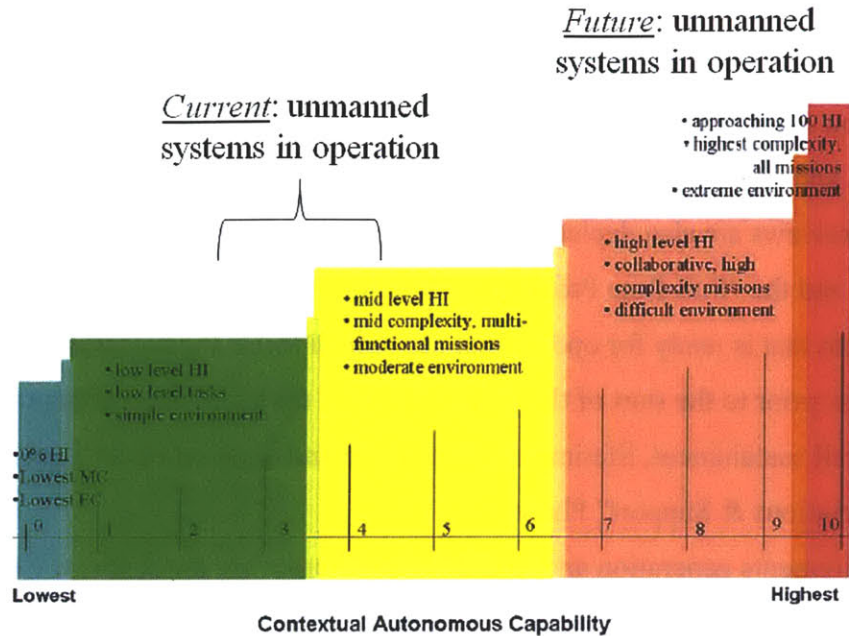 Future: unmanned
systems in operation
Current: unmanned
systems in operation
• approaching 100 HI
• highest complexity,
all missions
• extreme environment
• high level HI
• collaborative, high
complexity missions
• difficult environment
• mid level HI
• mid complexity, multi-
functional missions
• moderate environment
• low level HI
• low level tasks
• simple environment
• 0% HI
• Lowest MC
• Lowest EC
0 1 2 3 4 5 6 7 8 9 10
Lowest Highest
Contextual Autonomous Capability